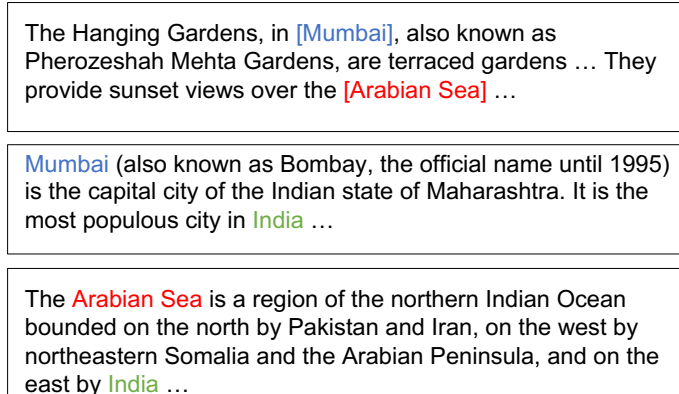 The Hanging Gardens, in [Mumbai], also known as
Pherozeshah Mehta Gardens, are terraced gardens … They
provide sunset views over the [Arabian Sea] …
Mumbai (also known as Bombay, the official name until 1995)
is the capital city of the Indian state of Maharashtra. It is the
most populous city in India …
The Arabian Sea is a region of the northern Indian Ocean
bounded on the north by Pakistan and Iran, on the west by
northeastern Somalia and the Arabian Peninsula, and on the
east by India …